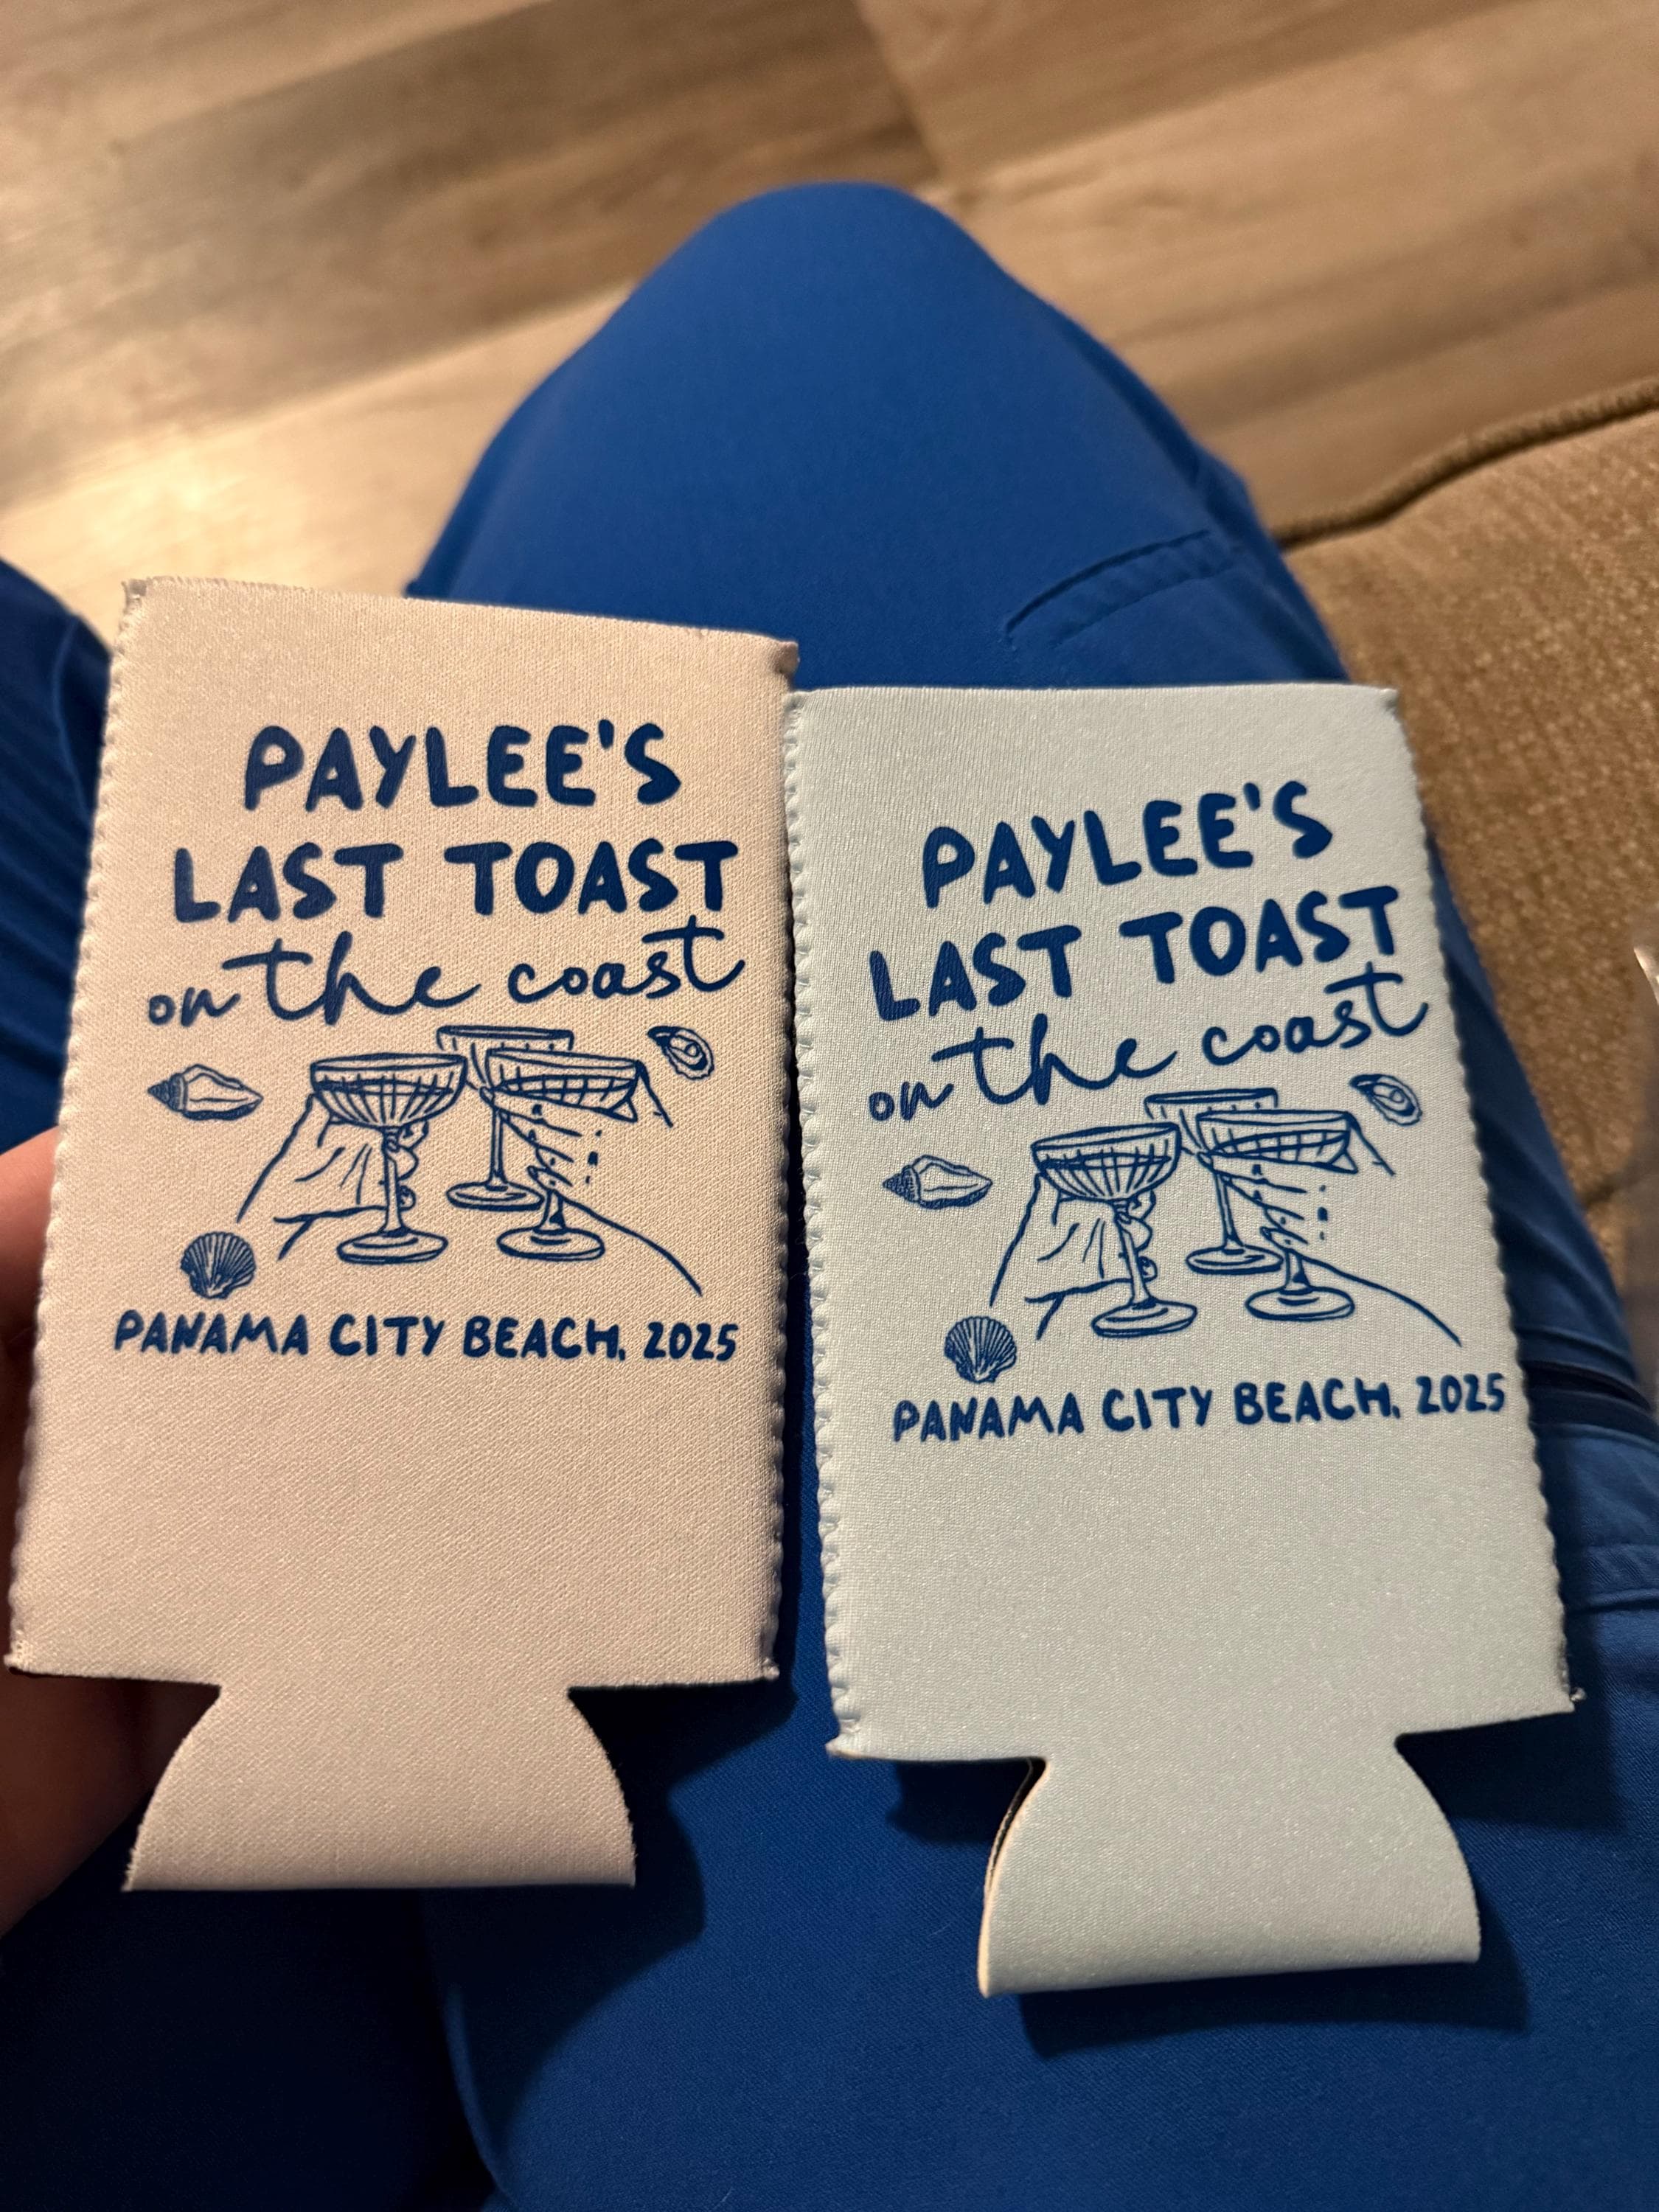 PAYLEE'S
LAST TOAST
on the coast
PANAMA CITY BEACH, 2025
PAYLEE'S
LAST TOAST
on the coast
PANAMA CITY BEACH, 2025